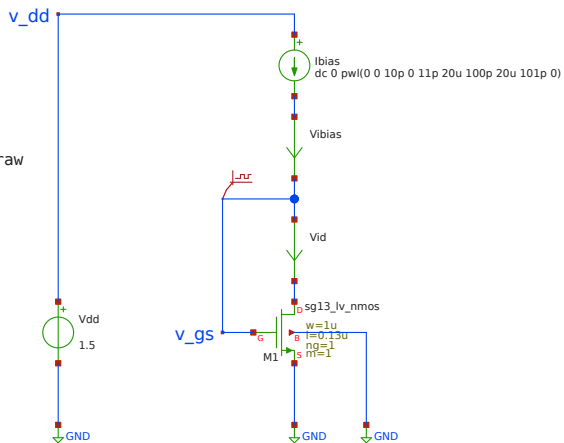 v_dd
+
Ibias
dc 0 pwl(0 0 10p 0 11p 20u 100p 20u 101p 0)
Vibias
raw
Vid
+
Vdd
1.5
D
sg13_lv_nmos
v_gs
G
B
S
M1
w=1u
l=0.13u
ng=1
m=1
GND
GND
GND